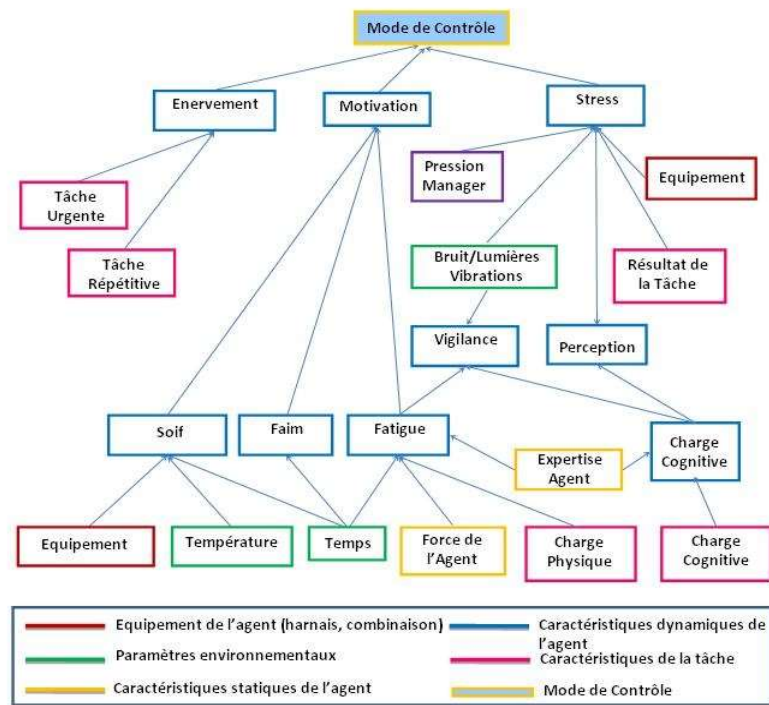 Mode de Contrôle
Enervement
Motivation
Stress
Pression
Manager
Equipement
Tâche
Urgente
Tâche
Répétitive
Bruit/Lumières
Vibrations
Résultat de
la Tâche
Vigilance
Perception
Soif
Faim
Fatigue
Expertise
Agent
Charge
Cognitive
Equipement
Température
Temps
Force de
l'Agent
Charge
Physique
Charge
Cognitive
Equipement de l'agent (harnais, combinaison)
Caractéristiques dynamiques de
l'agent
Paramètres environnementaux
Caractéristiques de la tâche
Caractéristiques statiques de l'agent
Mode de Contrôle